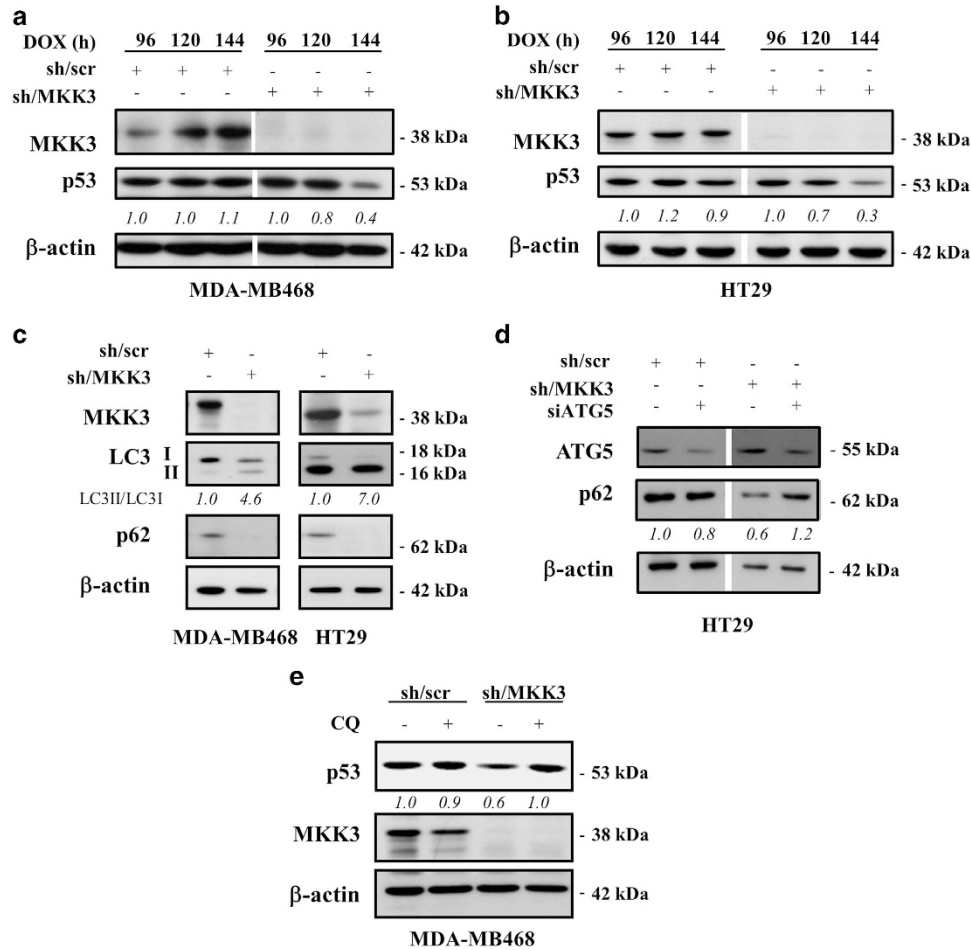 a
DOX (h) 96 120 144 96 120 144
sh/scr + + + - - -
sh/MKK3 - - - + + +
MKK3 - 38 kDa
p53 - 53 kDa
1.0 1.0 1.1 1.0 0.8 0.4
β-actin - 42 kDa
MDA-MB468
b
DOX (h) 96 120 144 96 120 144
sh/scr + + + - - -
sh/MKK3 - - - + + +
MKK3 - 38 kDa
p53 - 53 kDa
1.0 1.2 0.9 1.0 0.7 0.3
β-actin - 42 kDa
HT29
c
sh/scr + - + -
sh/MKK3 - + - +
MKK3 - 38 kDa
LC3 I - 18 kDa
II - 16 kDa
LC3II/LC3I 1.0 4.6 1.0 7.0
p62 - 62 kDa
β-actin - 42 kDa
MDA-MB468 HT29
d
sh/scr + + - -
sh/MKK3 - - + +
siATG5 - + - +
ATG5 - 55 kDa
p62 - 62 kDa
1.0 0.8 0.6 1.2
β-actin - 42 kDa
HT29
e
sh/scr sh/MKK3
CQ - + - +
p53 - 53 kDa
1.0 0.9 0.6 1.0
MKK3 - 38 kDa
β-actin - 42 kDa
MDA-MB468